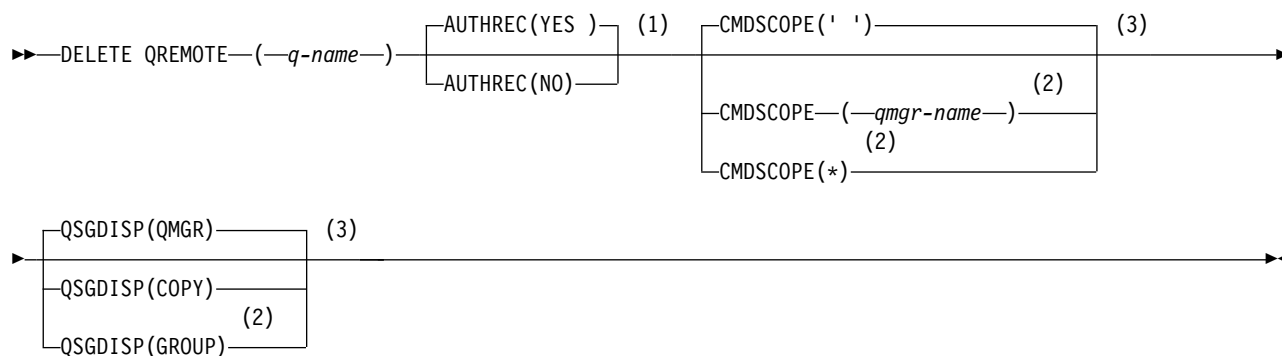 AUTHREC(YES ) (1) CMDSCOPE(' ') (3)
DELETE QREMOTE ( q-name )
AUTHREC(NO) (2)
CMDSCOPE ( qmgr-name )
(2)
CMDSCOPE(*)
QSGDISP(QMGR) (3)
QSGDISP(COPY)
(2)
QSGDISP(GROUP)